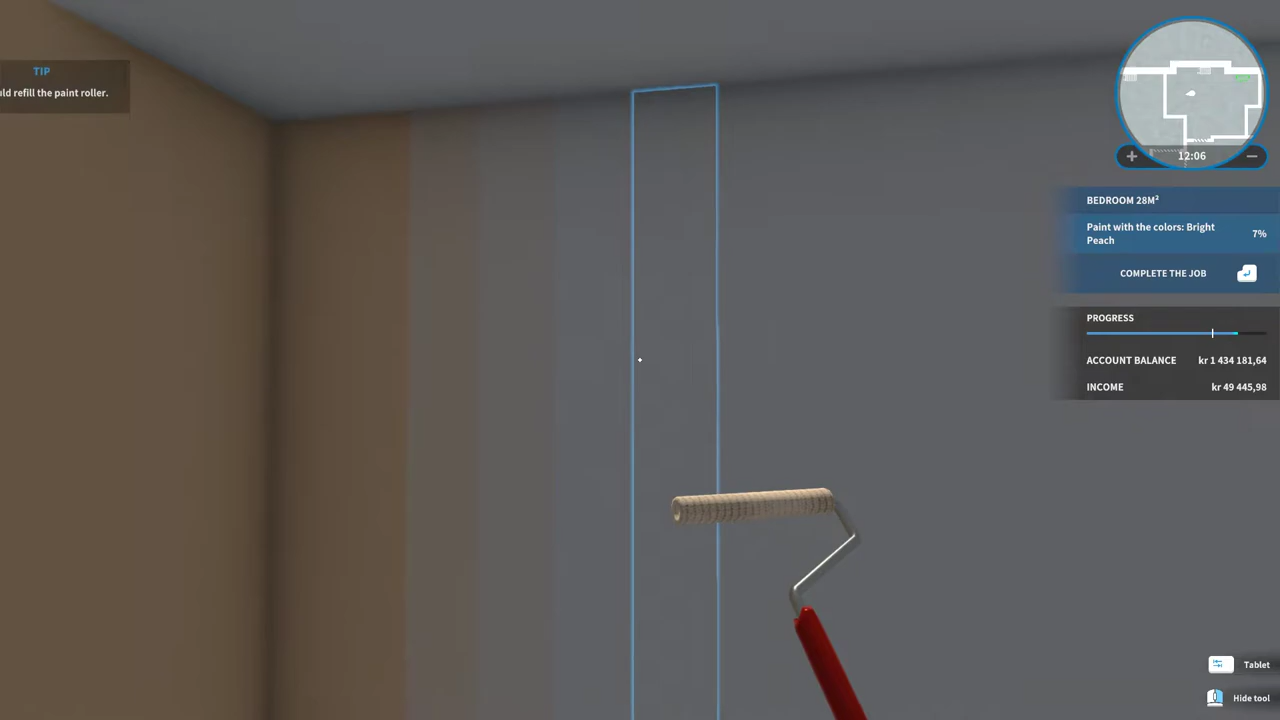 TIP
refill the paint roller.
12:06
BEDROOM 28M²
Paint with the colors: Bright
Peach
7%
COMPLETE THE JOB
PROGRESS
ACCOUNT BALANCE kr 1 434 181,64
INCOME kr 49 445,98
Tablet
Hide tool